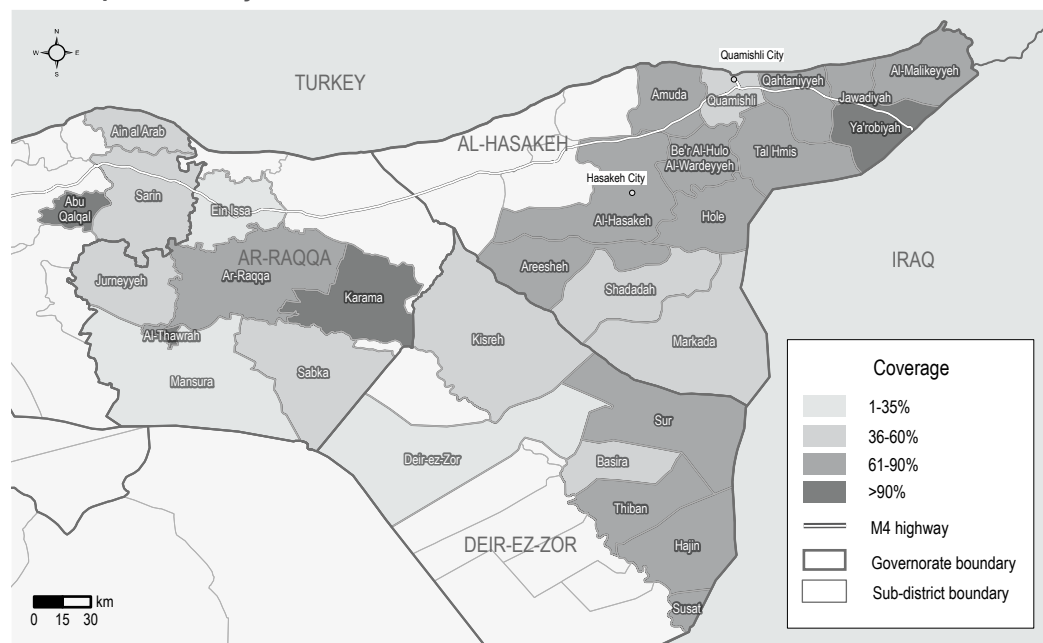 N
W
E
S
TURKEY
Quamishli City
Qahtaniyyeh
Al-Malikeyyeh
Amuda
Quamishli
Jawadiyah
Ain al Arab
Ya'robiyah
AL-HASAKEH
Be'r Al-Hulo
Al-Wardeyyeh
Tal Hmis
Hasakeh City
Abu
Qalqal
Sarin
Ein Issa
Al-Hasakeh
Hole
AR-RAQQA
IRAQ
Jurneyyeh
Ar-Raqqa
Areesheh
Karama
Shadadah
Al-Thawrah
Kisreh
Markada
Mansura
Sabka
Sur
Deir-ez-Zor
Basira
Thiban
DEIR-EZ-ZOR
Hajin
Susat
Coverage
1-35%
36-60%
61-90%
>90%
M4 highway
Governorate boundary
Sub-district boundary
km
0 15 30